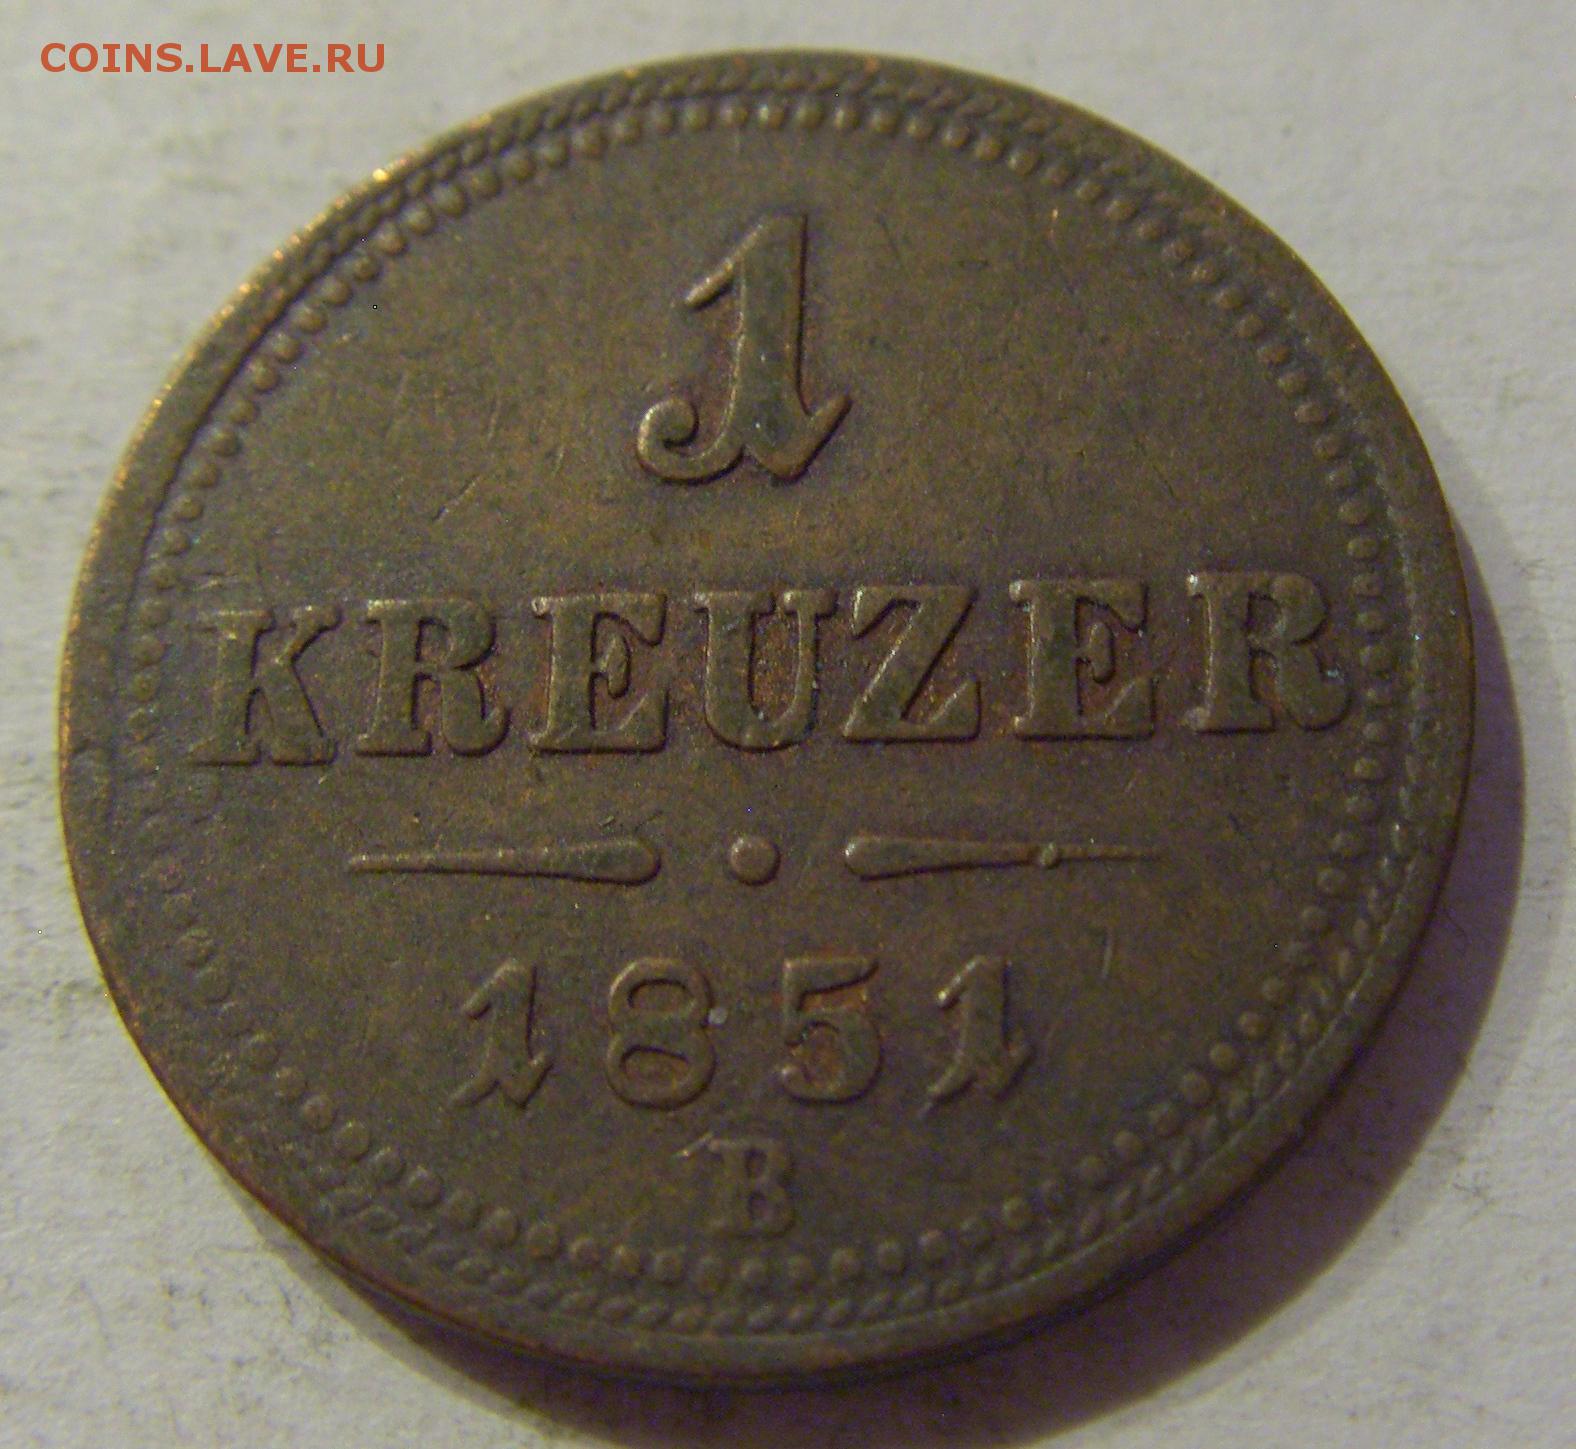 COINS.LAVE.RU
1
KREUZER
1851
B